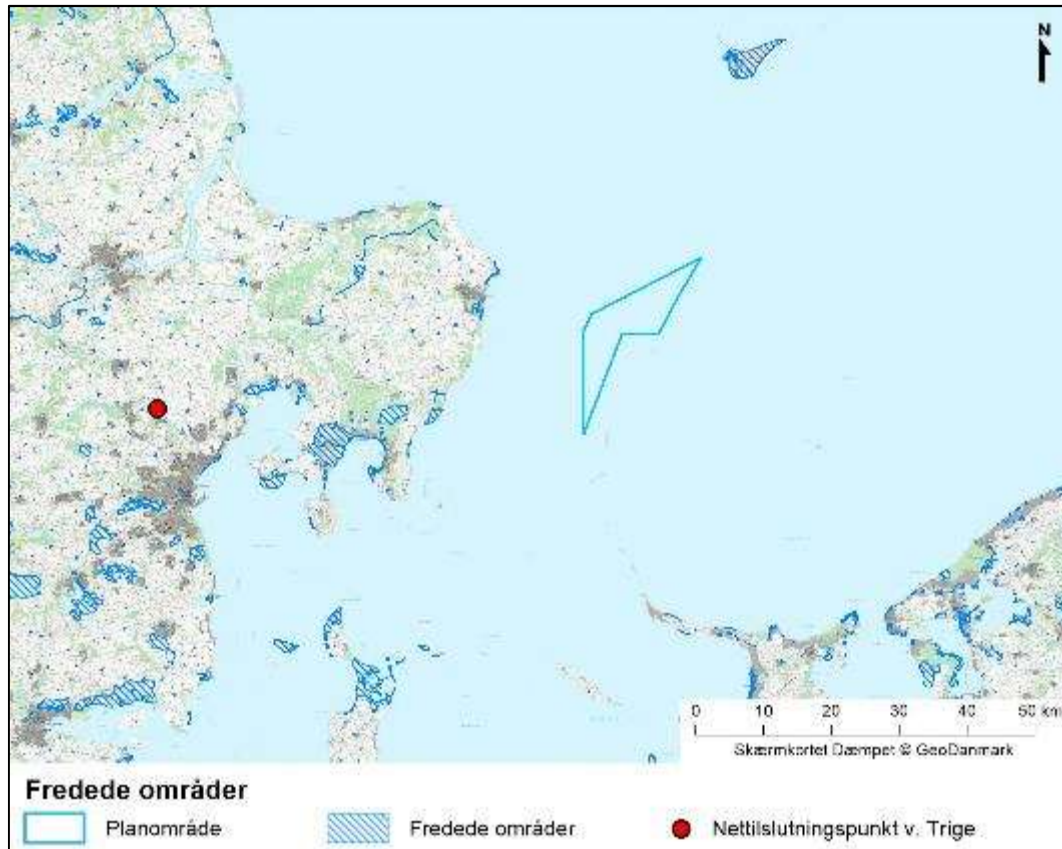 N
0 10 20 30 40 50 km
Skærmkortet Dæmpet © GeoDanmark
Fredede områder
Planområde
Fredede områder
Nettilslutningspunkt v. Trige